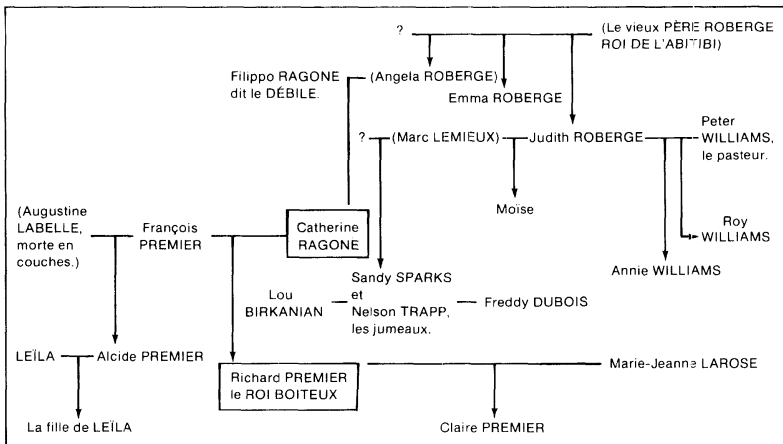 ?
(Le vieux PÈRE ROBERGE
ROI DE L'ABITIBI)
Filippo RAGONE
dit le DÉBILE.
(Angela ROBERGE)
Emma ROBERGE
?
(Marc LEMIEUX)
Judith ROBERGE
Peter
WILLIAMS,
le pasteur.
Moïse
(Augustine
LABELLE,
morte en
couches.)
François
PREMIER
Catherine
RAGONE
Roy
WILLIAMS
Annie WILLIAMS
Lou
BIRKANIAN
Sandy SPARKS
et
Nelson TRAPP,
les jumeaux.
Freddy DUBOIS
LEÏLA
Alcide PREMIER
Richard PREMIER
le ROI BOITEUX
Marie-Jeanne LAROSE
La fille de LEÏLA
Claire PREMIER